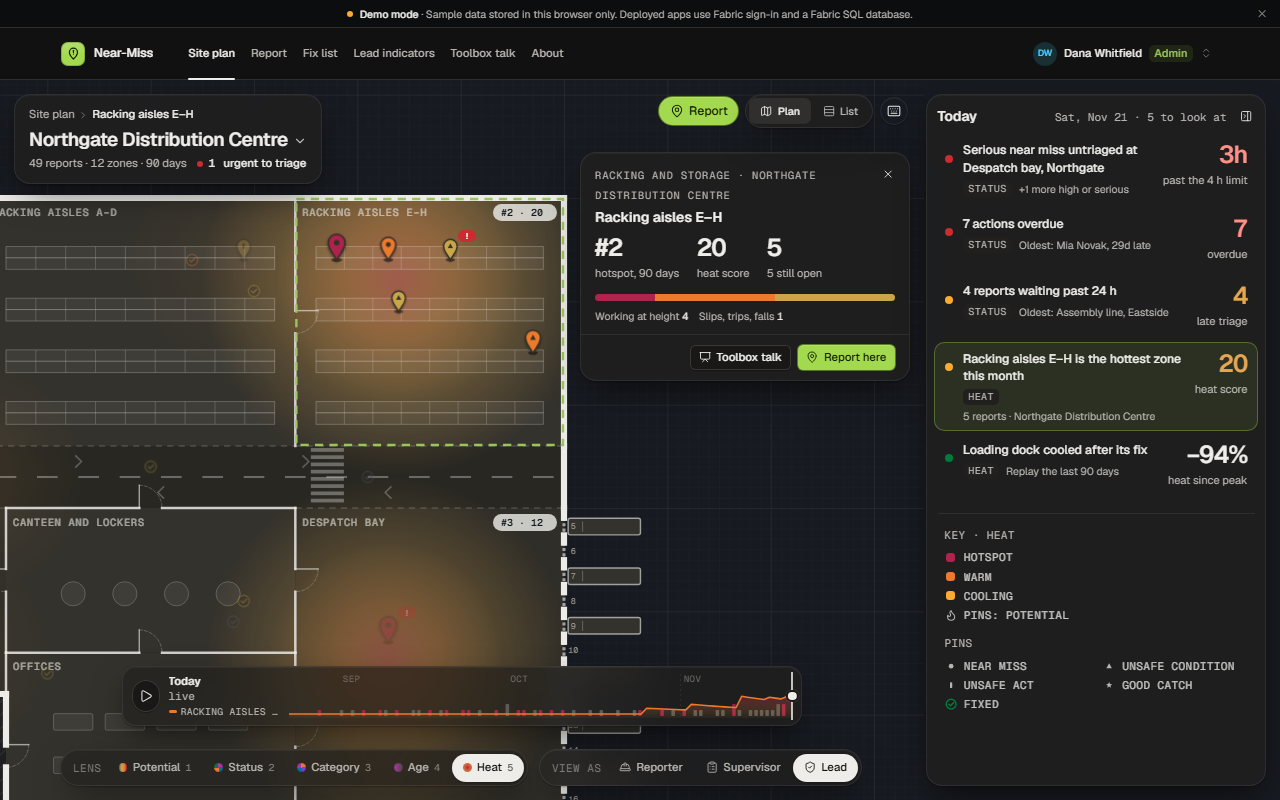 Demo mode · Sample data stored in this browser only. Deployed apps use Fabric sign-in and a Fabric SQL database.
Near-Miss
Site plan
Report
Fix list
Lead indicators
Toolbox talk
About
DW
Dana Whitfield
Admin
Site plan › Racking aisles E–H
Northgate Distribution Centre
49 reports · 12 zones · 90 days
1 urgent to triage
Report
Plan
List
RACKING AND STORAGE · NORTHGATE
DISTRIBUTION CENTRE
Racking aisles E–H
#2
20
5
hotspot, 90 days
heat score
5 still open
Working at height 4
Slips, trips, falls 1
Toolbox talk
Report here
ACKING AISLES A-D
RACKING AISLES E-H
#2 · 20
!
CANTEEN AND LOCKERS
DESPATCH BAY
#3 · 12
!
OFFICES
5
6
7
8
9
10
16
Today
live
RACKING AISLES …
SEP
OCT
NOV
LENS
Potential 1
Status 2
Category 3
Age 4
Heat 5
VIEW AS
Reporter
Supervisor
Lead
Today
Sat, Nov 21 · 5 to look at
Serious near miss untriaged at
Despatch bay, Northgate
STATUS
+1 more high or serious
3h
past the 4 h limit
7 actions overdue
STATUS
Oldest: Mia Novak, 29d late
7
overdue
4 reports waiting past 24 h
STATUS
Oldest: Assembly line, Eastside
4
late triage
Racking aisles E–H is the hottest zone
this month
HEAT
5 reports · Northgate Distribution Centre
20
heat score
Loading dock cooled after its fix
HEAT
Replay the last 90 days
−94%
heat since peak
KEY · HEAT
HOTSPOT
WARM
COOLING
PINS: POTENTIAL
PINS
NEAR MISS
UNSAFE CONDITION
UNSAFE ACT
GOOD CATCH
FIXED